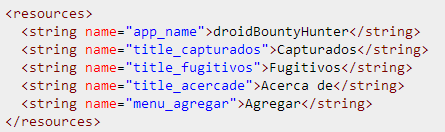 <resources>
<string name="app_name">droidBountyHunter</string>
<string name="title_capturados">Capturados</string>
<string name="title_fugitivos">Fugitivos</string>
<string name="title_acercade">Acerca de</string>
<string name="menu_agregar">Agregar</string>
</resources>